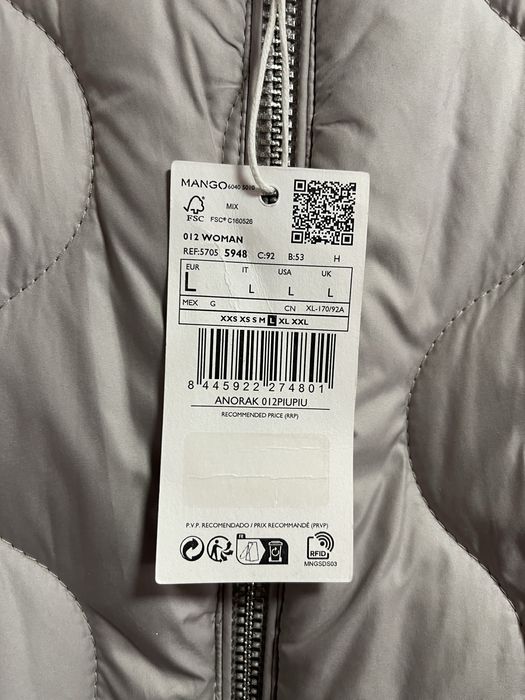 MANGO 6040 5010
FSC
MIX
FSC® C160526
012 WOMAN
REF:5705 5948 C:92 B:53 H
EUR IT USA UK
L L L L
MEX G CN XL-170/92A
XXS XS S M L XL XXL
8 445922 274801
ANORAK 012PIUPIU
RECOMMENDED PRICE (RRP)
P.V.P. RECOMENDADO / PRIX RECOMMANDÉ (PRVP)
FR
RFID
MNGSDS03